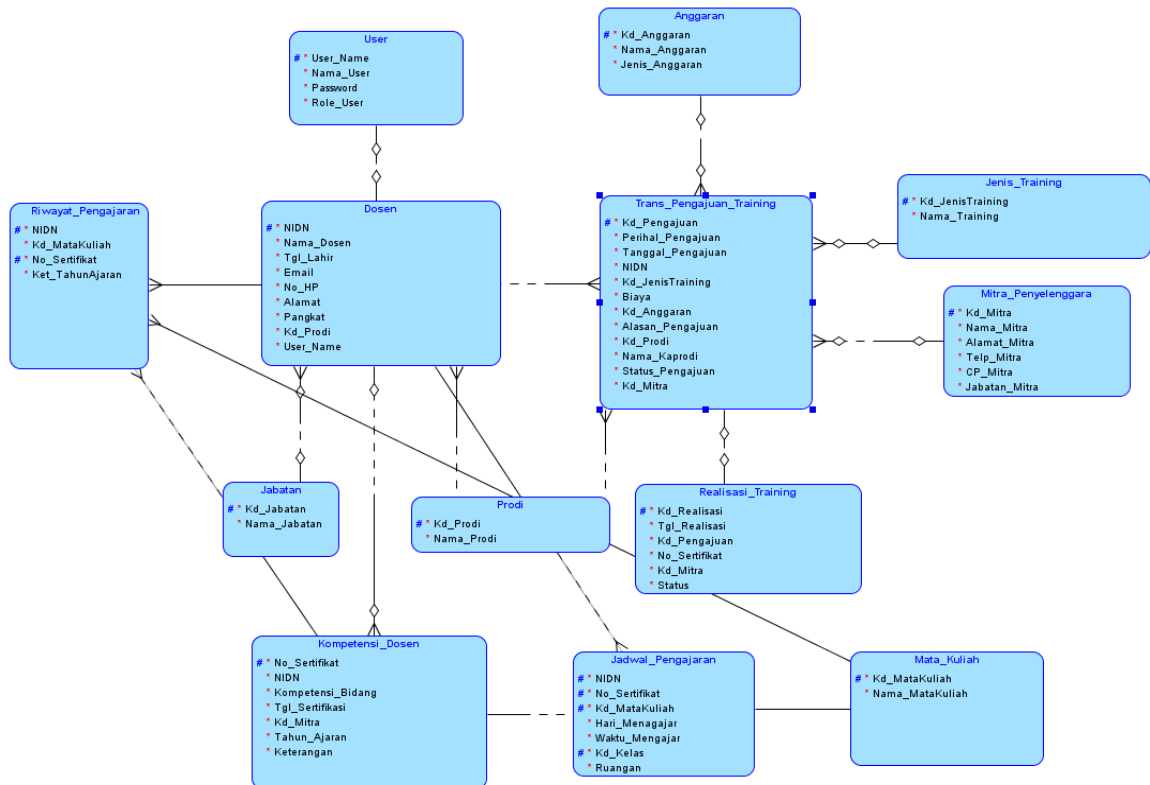 User
# * User_Name
* Nama_User
* Password
* Role_User
Anggaran
# * Kd_Anggaran
* Nama_Anggaran
* Jenis_Anggaran
Riwayat_Pengajaran
# * NIDN
* Kd_MataKuliah
# * No_Sertifikat
* Ket_TahunAjaran
Dosen
# * NIDN
* Nama_Dosen
* Tgl_Lahir
* Email
* No_HP
* Alamat
* Pangkat
* Kd_Prodi
* User_Name
Trans_Pengajuan_Training
# * Kd_Pengajuan
* Perihal_Pengajuan
* Tanggal_Pengajuan
* NIDN
* Kd_JenisTraining
* Biaya
* Kd_Anggaran
* Alasan_Pengajuan
* Kd_Prodi
* Nama_Kaprodi
* Status_Pengajuan
* Kd_Mitra
Jenis_Training
# * Kd_JenisTraining
* Nama_Training
Mitra_Penyelenggara
# * Kd_Mitra
* Nama_Mitra
* Alamat_Mitra
* Telp_Mitra
* CP_Mitra
* Jabatan_Mitra
Jabatan
# * Kd_Jabatan
* Nama_Jabatan
Prodi
# * Kd_Prodi
* Nama_Prodi
Realisasi_Training
# * Kd_Realisasi
* Tgl_Realisasi
* Kd_Pengajuan
* No_Sertifikat
* Kd_Mitra
* Status
Kompetensi_Dosen
# * No_Sertifikat
* NIDN
* Kompetensi_Bidang
* Tgl_Sertifikasi
* Kd_Mitra
* Tahun_Ajaran
* Keterangan
Jadwal_Pengajaran
# * NIDN
# * No_Sertifikat
# * Kd_MataKuliah
* Hari_Menagajar
* Waktu_Mengajar
# * Kd_Kelas
* Ruangan
Mata_Kuliah
# * Kd_MataKuliah
* Nama_MataKuliah